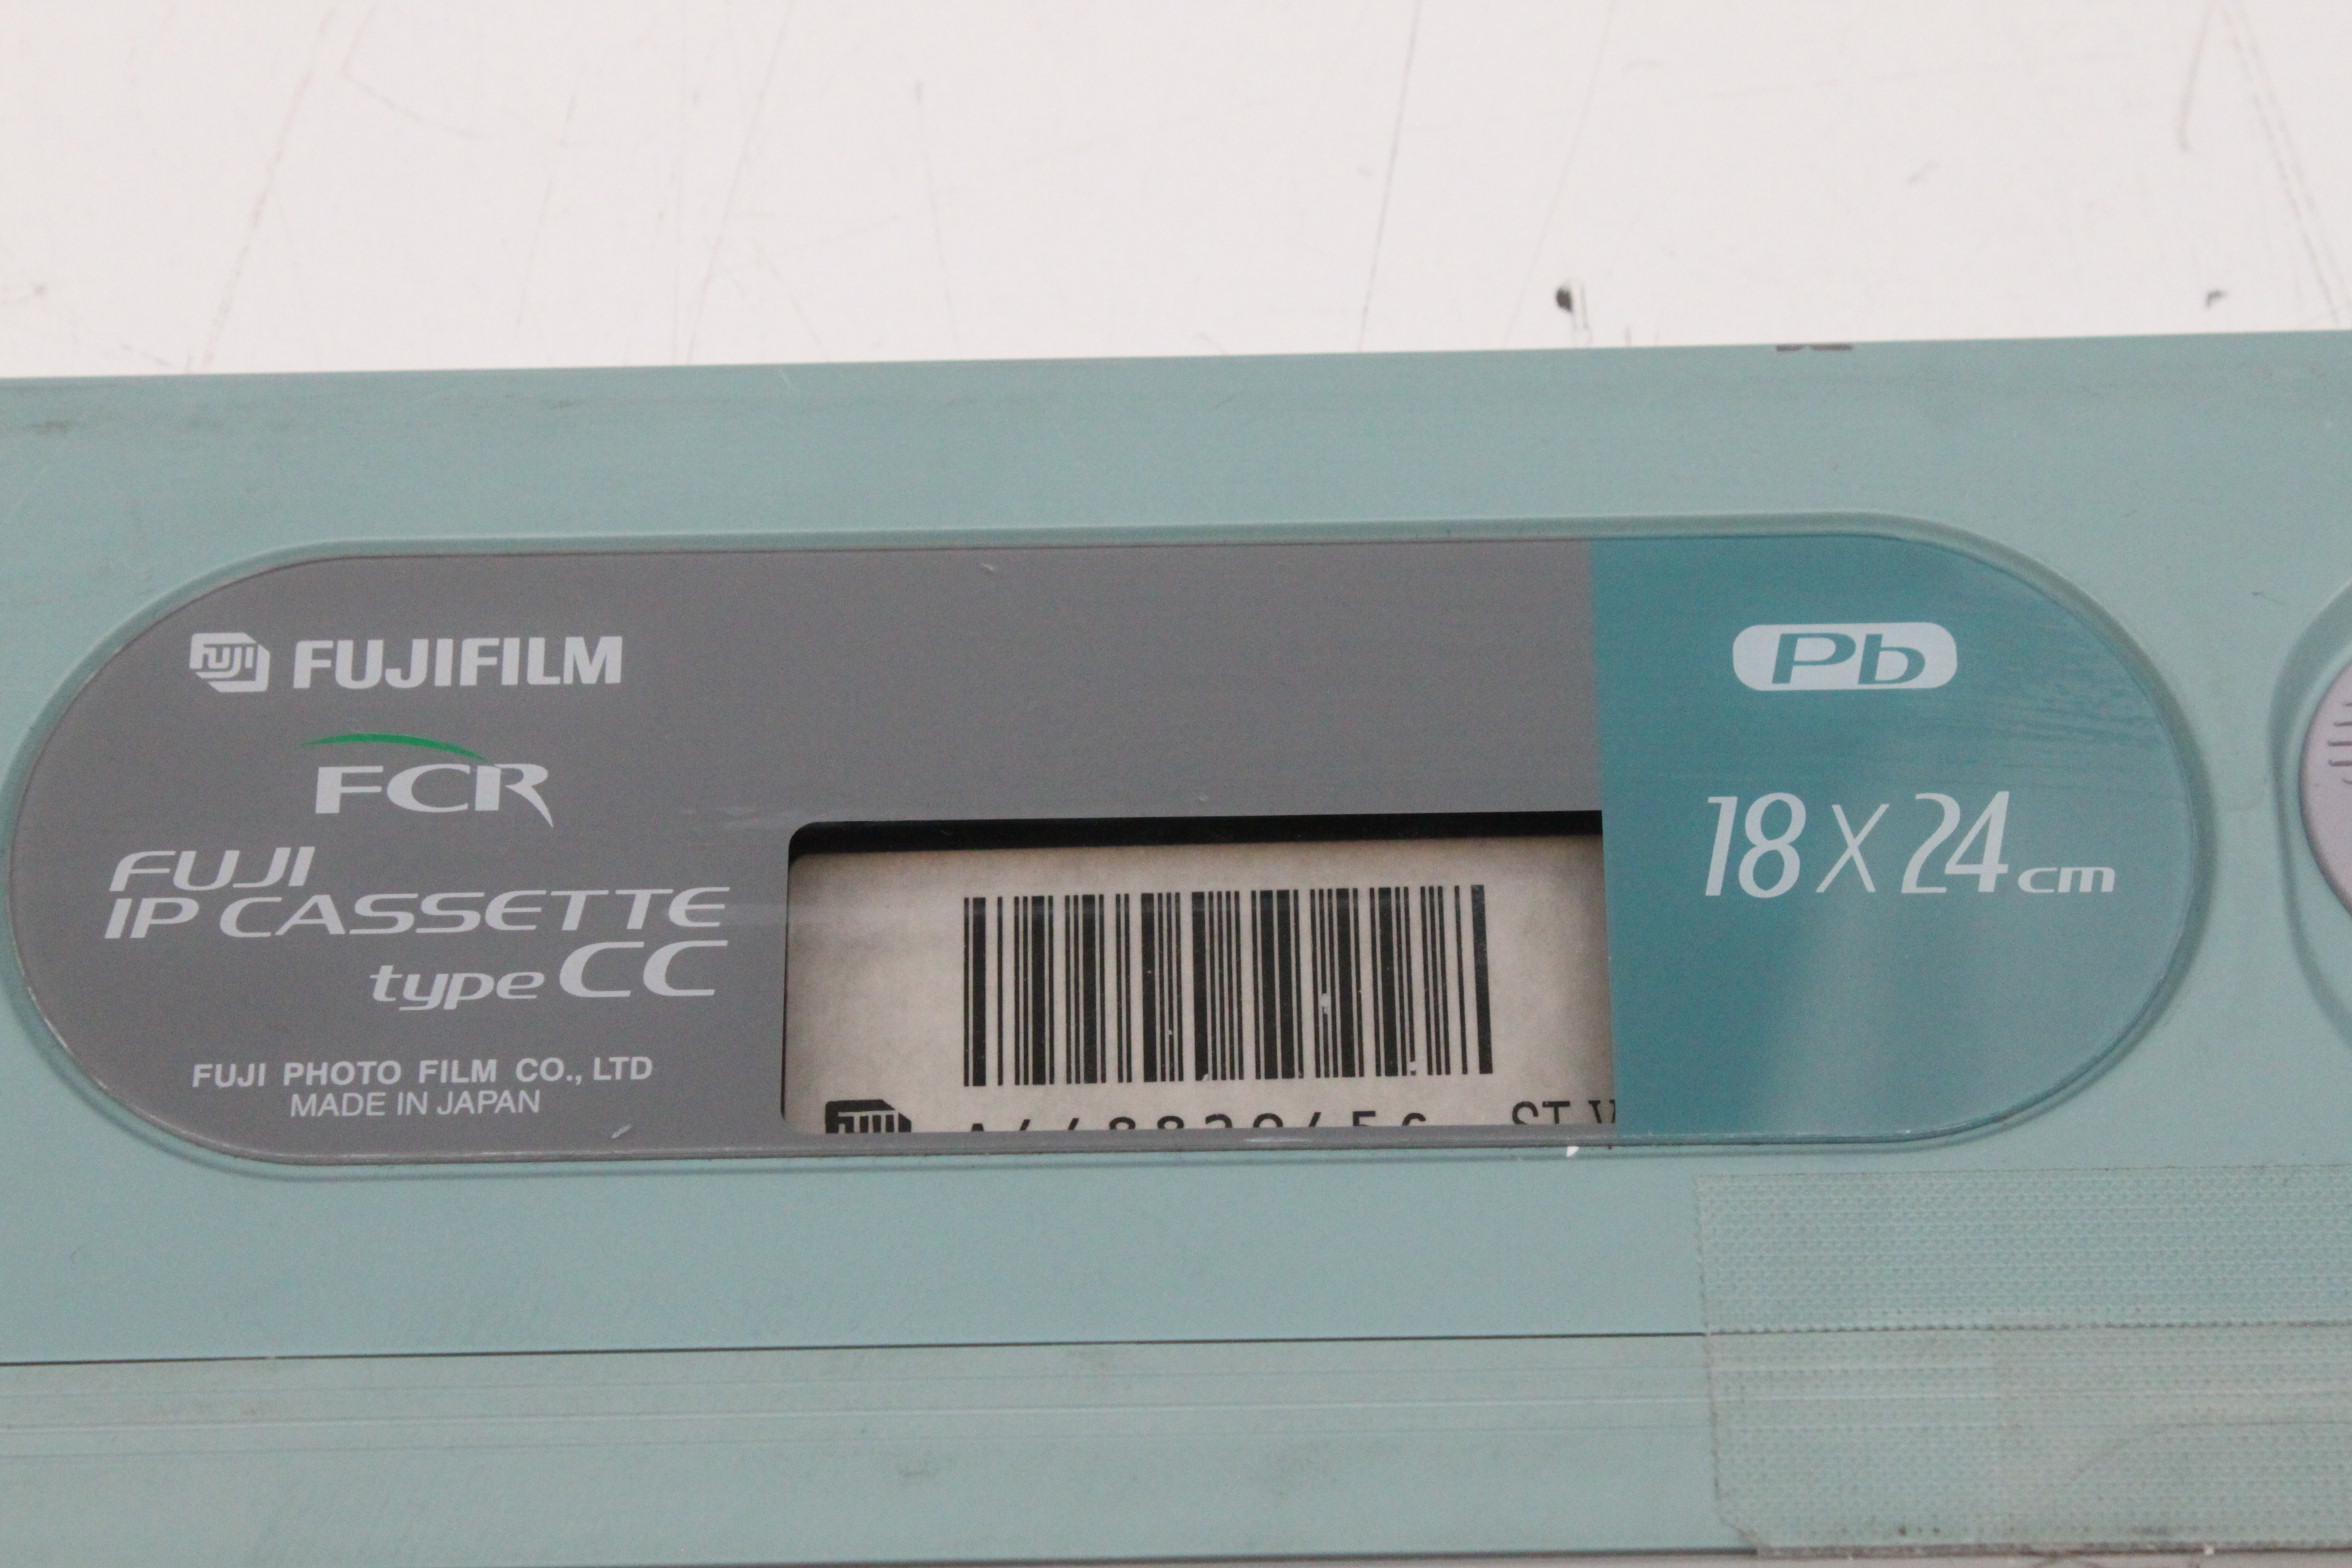 FUJI FUJIFILM
FCR
FUJI
IP CASSETTE
type CC
FUJI PHOTO FILM CO., LTD
MADE IN JAPAN
Pb
18 X 24 cm